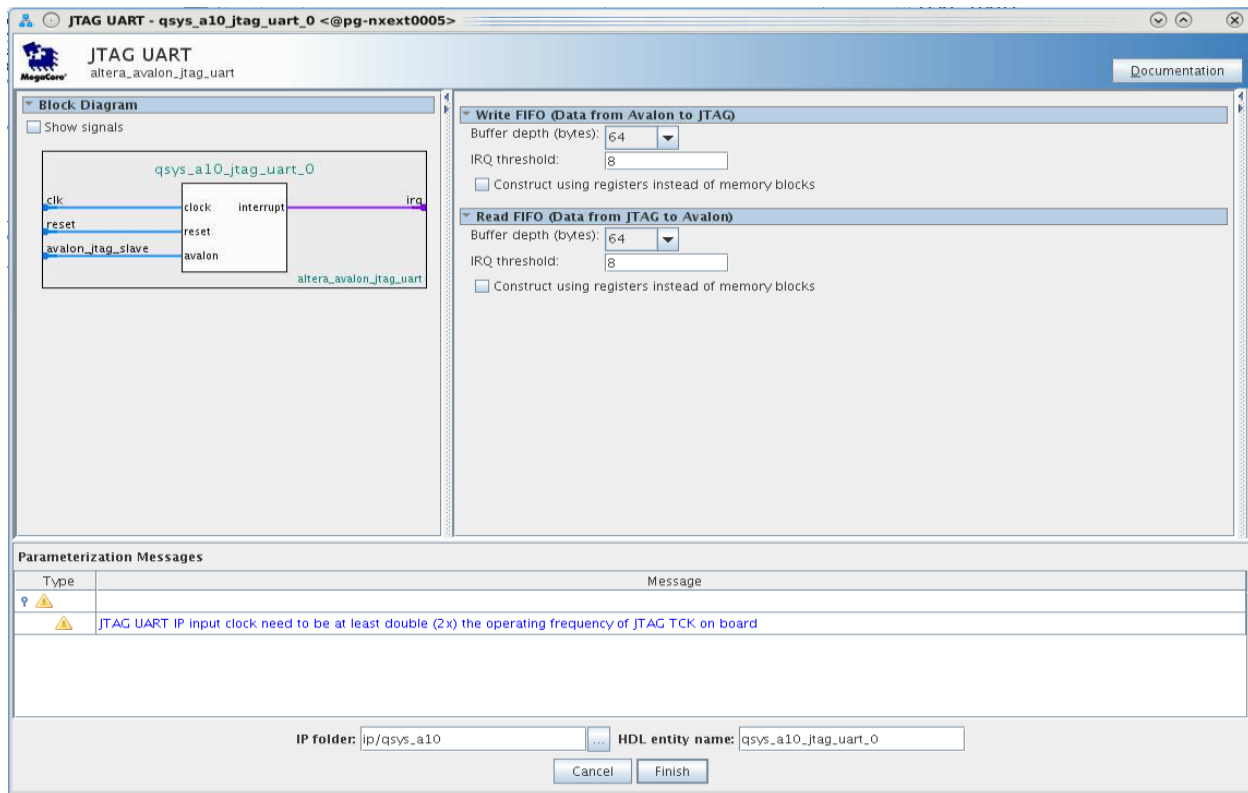 JTAG UART - qsys_a10_jtag_uart_0 <@pg-nxext0005>
MegaCore'
JTAG UART
altera_avalon_jtag_uart
Documentation
Block Diagram
Show signals
qsys_a10_jtag_uart_0
clk
clock
interrupt
irq
reset
reset
avalon_jtag_slave
avalon
altera_avalon_jtag_uart
Write FIFO (Data from Avalon to JTAG)
Buffer depth (bytes): 64
IRQ threshold: 8
Construct using registers instead of memory blocks
Read FIFO (Data from JTAG to Avalon)
Buffer depth (bytes): 64
IRQ threshold: 8
Construct using registers instead of memory blocks
Parameterization Messages
Type Message
JTAG UART IP input clock need to be at least double (2x) the operating frequency of JTAG TCK on board
IP folder: ip/qsys_a10 ... HDL entity name: qsys_a10_jtag_uart_0
Cancel Finish